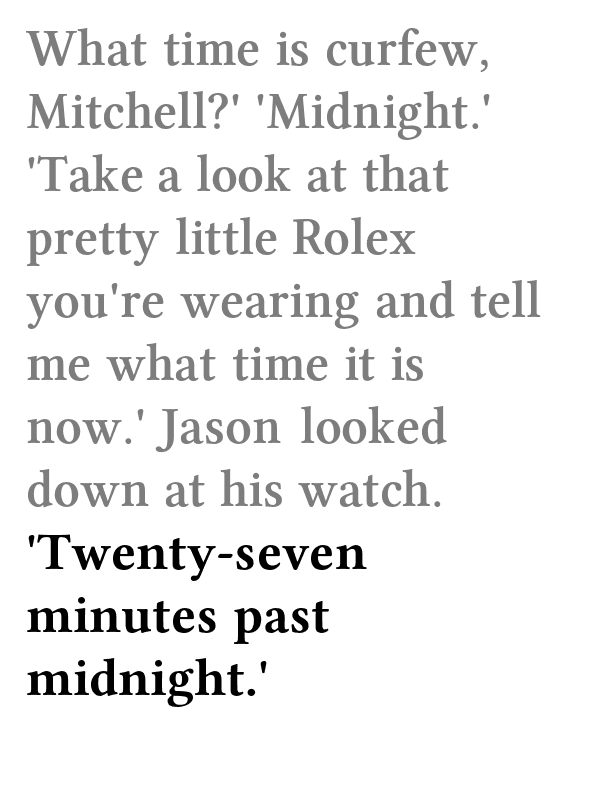 What time is curfew,
Mitchell?' 'Midnight.'
'Take a look at that
pretty little Rolex
you're wearing and tell
me what time it is
now.' Jason looked
down at his watch.
'Twenty-seven
minutes past
midnight.'